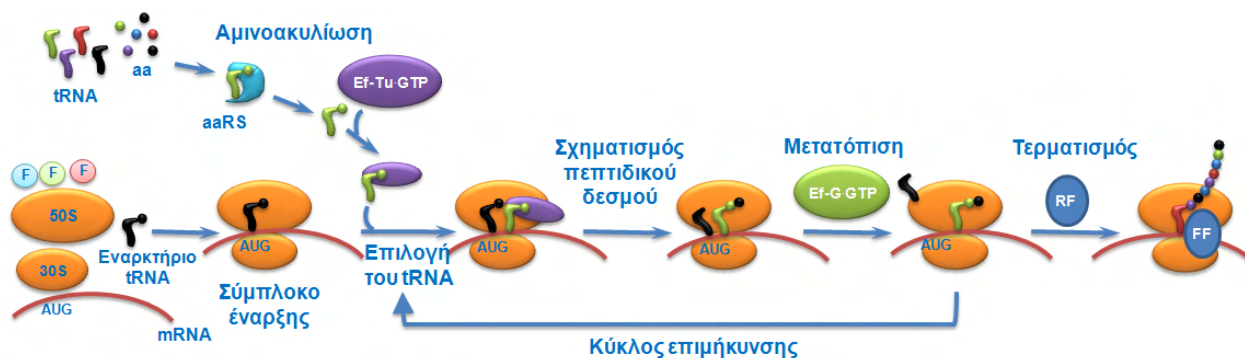 Αμινοακυλίωση
tRNA
aa
aaRS
Ef-Tu·GTP
F
F
F
50S
30S
AUG
mRNA
Εναρκτήριο
tRNA
AUG
Σύμπλοκο
έναρξης
Επιλογή
του tRNA
AUG
Σχηματισμός
πεπτιδικού
δεσμού
AUG
Μετατόπιση
Ef-G·GTP
AUG
Τερματισμός
RF
FF
Κύκλος επιμήκυνσης